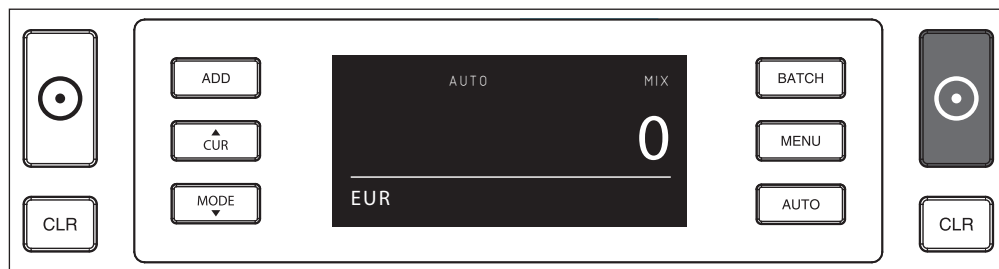 ADD
AUTO MIX
BATCH
CUR
0
MENU
MODE
EUR
AUTO
CLR
CLR